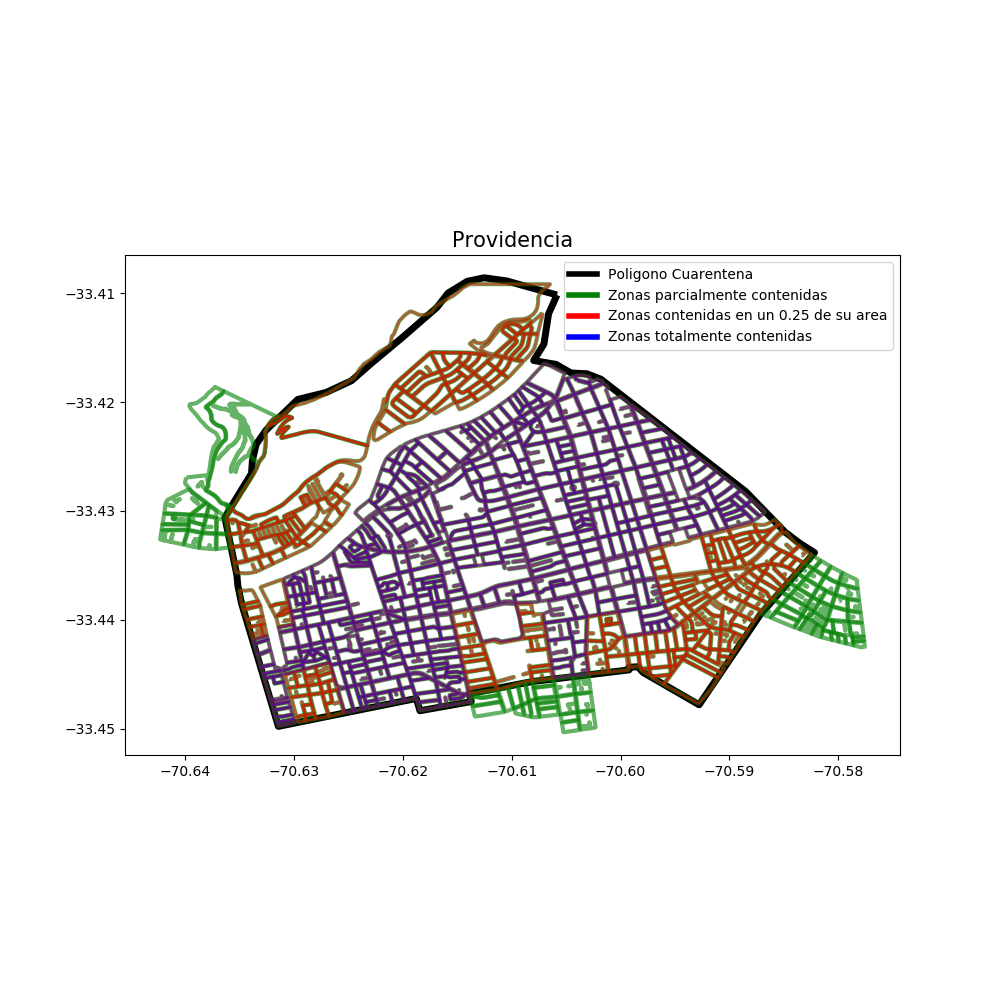 Providencia
Poligono Cuarentena
Zonas parcialmente contenidas
Zonas contenidas en un 0.25 de su area
Zonas totalmente contenidas
−33.41
−33.42
−33.43
−33.44
−33.45
−70.64 −70.63 −70.62 −70.61 −70.60 −70.59 −70.58